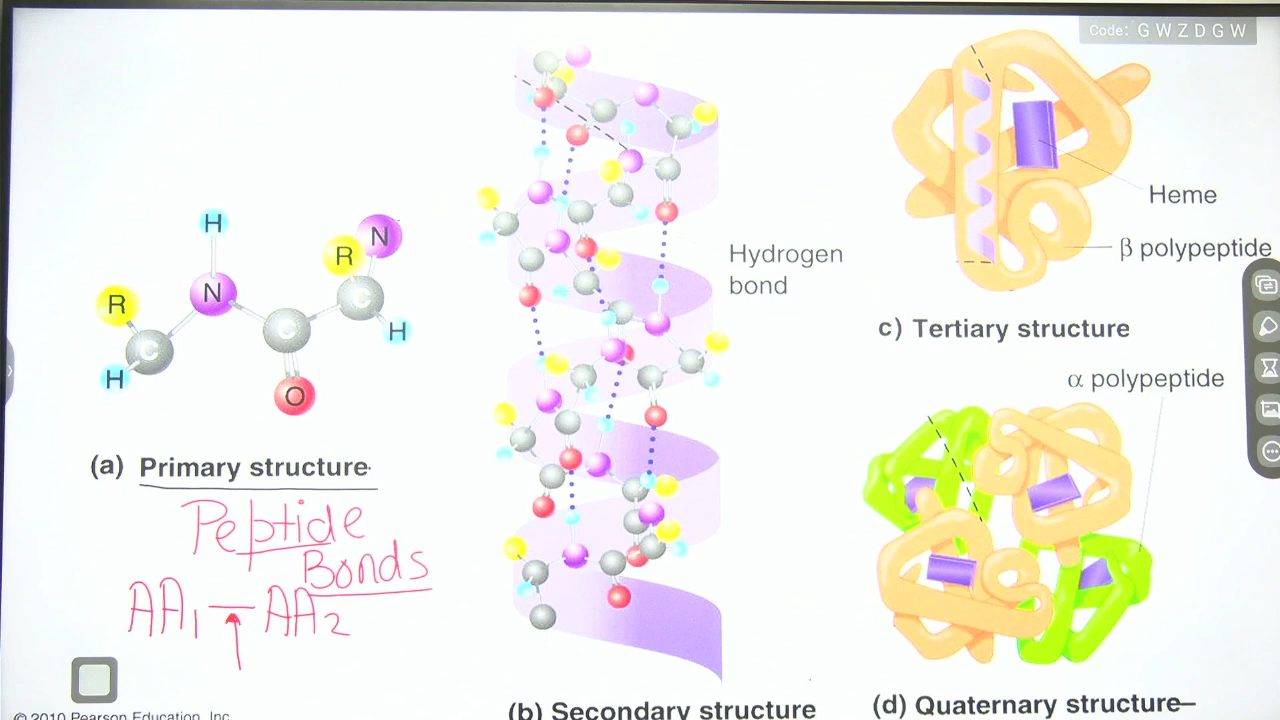 Code: G W Z D G W
H
N
R
N
R
C
C
C
H
H
O
(a) Primary structure
Peptide
Bonds
AA1 — AA2
Hydrogen
bond
(b) Secondary structure
Heme
β polypeptide
c) Tertiary structure
α polypeptide
(d) Quaternary structure—
© 2010 Pearson Education, Inc.